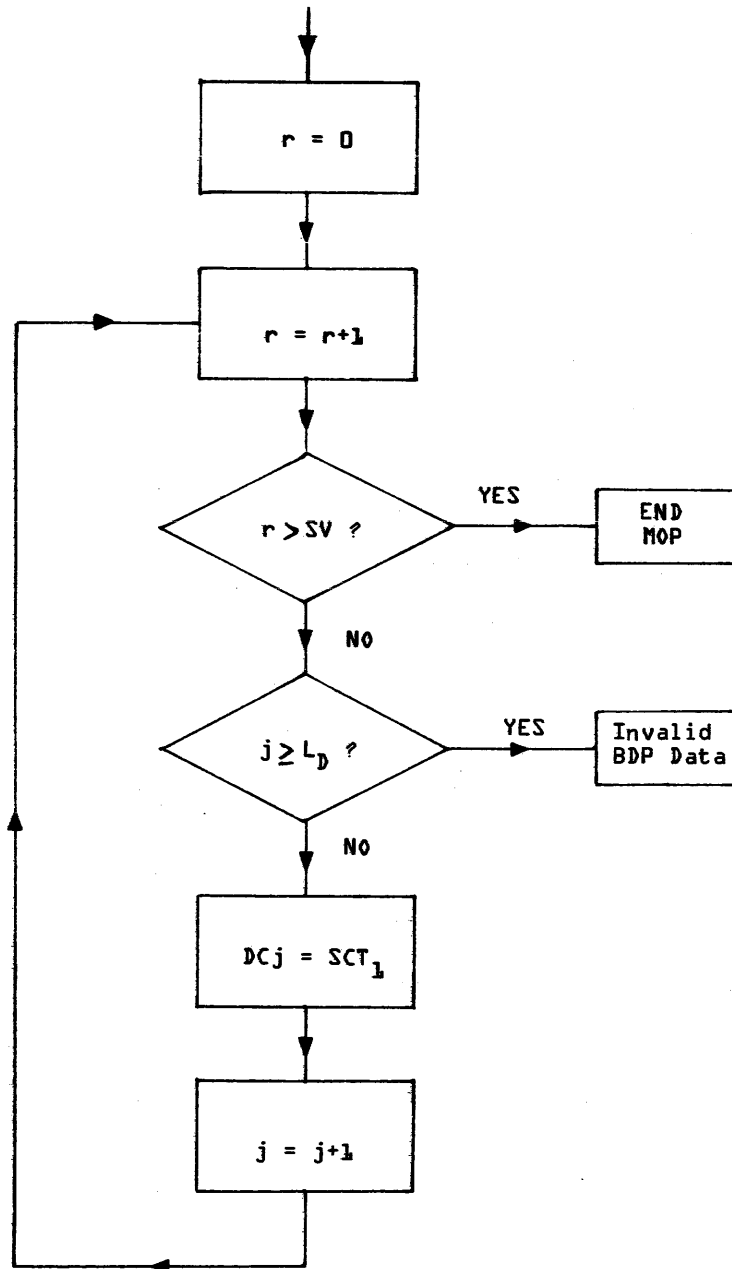 r = 0
r = r+1
r > SV ?
YES
END
MOP
NO
j ≥ L_D ?
YES
Invalid
BDP Data
NO
DCj = SCT_1
j = j+1